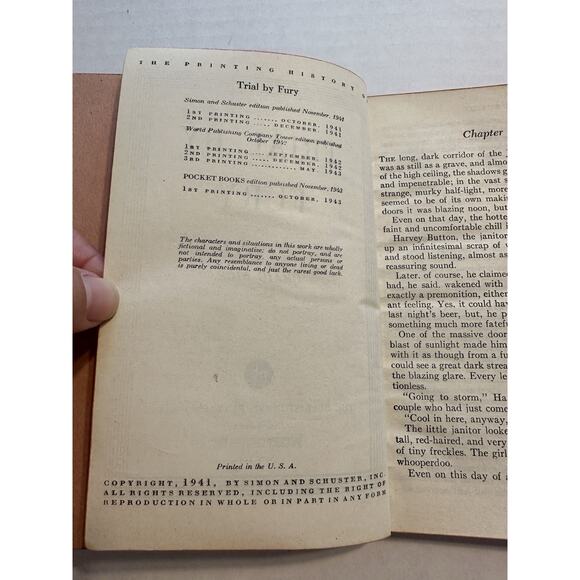 THE PRINTING HISTORY
Trial by Fury
Simon and Schuster edition published November, 1941
1ST PRINTING ....... OCTOBER, 1941
2ND PRINTING ...... DECEMBER, 1941
World Publishing Company Tower edition published
October 1942
1ST PRINTING .... SEPTEMBER, 1942
2ND PRINTING ..... DECEMBER, 1942
3RD PRINTING .......... MAY, 1943
POCKET BOOKS edition published November, 1943
1ST PRINTING ....... OCTOBER, 1943
The characters and situations in this work are wholly
fictional and imaginative; do not portray, and are
not intended to portray, any actual persons or
parties. Any resemblance to anyone living or dead
is purely coincidental, and just the rarest good luck.
Printed in the U. S. A.
COPYRIGHT, 1941, BY SIMON AND SCHUSTER, INC.
ALL RIGHTS RESERVED, INCLUDING THE RIGHT OF
REPRODUCTION IN WHOLE OR IN PART IN ANY FORM
Chapter
THE long, dark corridor of the
was as still as a grave, and almo
of the high ceiling, the shadows g
and impenetrable; in the vast s
strange, murky half-light, more
seemed to be of its own makin
doors it was blazing noon, but
Even on that day, the hotte
faint and uncomfortable chill
Harvey Button, the janitor
up an infinitesimal scrap of
and stood listening, almost as
reassuring sound.
Later, of course, he claimed
had, he said, wakened with
exactly a premonition, either
ant feeling. Yes, it could hav
last night's beer, but, he p
something much more fatefu
One of the massive door
blast of sunlight made him
with it as though from a fu
could see a great dark strea
the blazing glare. Every lea
tionless.
"Going to storm," Ha
couple who had just come
"Cool in here, anyway,
The little janitor looke
tall, red-haired, and very
of tiny freckles. The girl
whooperdoo.
Even on this day of a